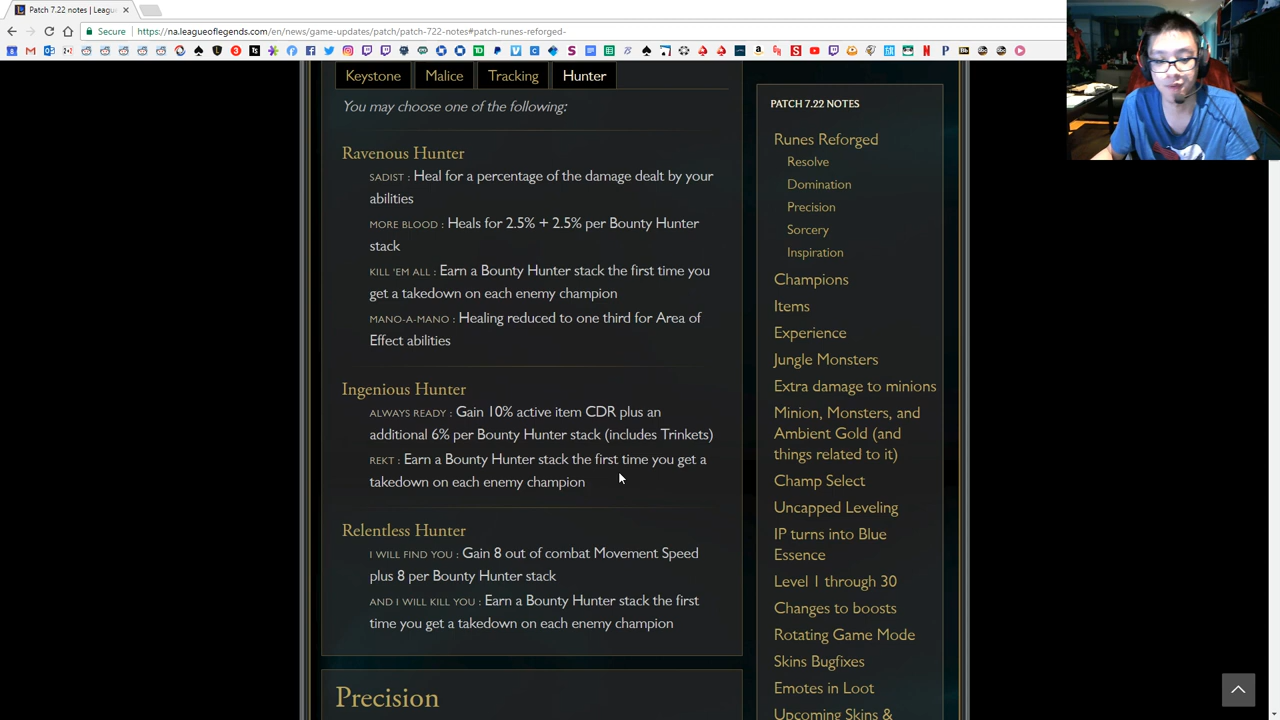 Patch 7.22 notes | Leagu
Secure
https://na.leagueoflegends.com/en/news/game-updates/patch/patch-722-notes#patch-runes-reforged-
Keystone
Malice
Tracking
Hunter
You may choose one of the following:
Ravenous Hunter
SADIST : Heal for a percentage of the damage dealt by your
abilities
MORE BLOOD : Heals for 2.5% + 2.5% per Bounty Hunter
stack
KILL 'EM ALL : Earn a Bounty Hunter stack the first time you
get a takedown on each enemy champion
MANO-A-MANO : Healing reduced to one third for Area of
Effect abilities
Ingenious Hunter
ALWAYS READY : Gain 10% active item CDR plus an
additional 6% per Bounty Hunter stack (includes Trinkets)
REKT : Earn a Bounty Hunter stack the first time you get a
takedown on each enemy champion
Relentless Hunter
I WILL FIND YOU : Gain 8 out of combat Movement Speed
plus 8 per Bounty Hunter stack
AND I WILL KILL YOU : Earn a Bounty Hunter stack the first
time you get a takedown on each enemy champion
Precision
PATCH 7.22 NOTES
Runes Reforged
Resolve
Domination
Precision
Sorcery
Inspiration
Champions
Items
Experience
Jungle Monsters
Extra damage to minions
Minion, Monsters, and
Ambient Gold (and
things related to it)
Champ Select
Uncapped Leveling
IP turns into Blue
Essence
Level 1 through 30
Changes to boosts
Rotating Game Mode
Skins Bugfixes
Emotes in Loot
Upcoming Skins &